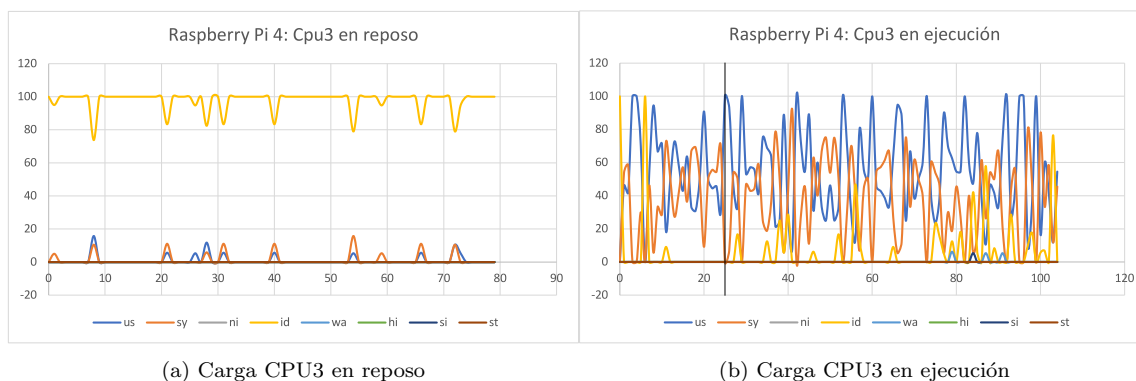 Raspberry Pi 4: Cpu3 en reposo
120
100
80
60
40
20
0
-20
0 10 20 30 40 50 60 70 80 90
us sy ni id wa hi si st
(a) Carga CPU3 en reposo
Raspberry Pi 4: Cpu3 en ejecución
120
100
80
60
40
20
0
-20
0 20 40 60 80 100 120
us sy ni id wa hi si st
(b) Carga CPU3 en ejecución